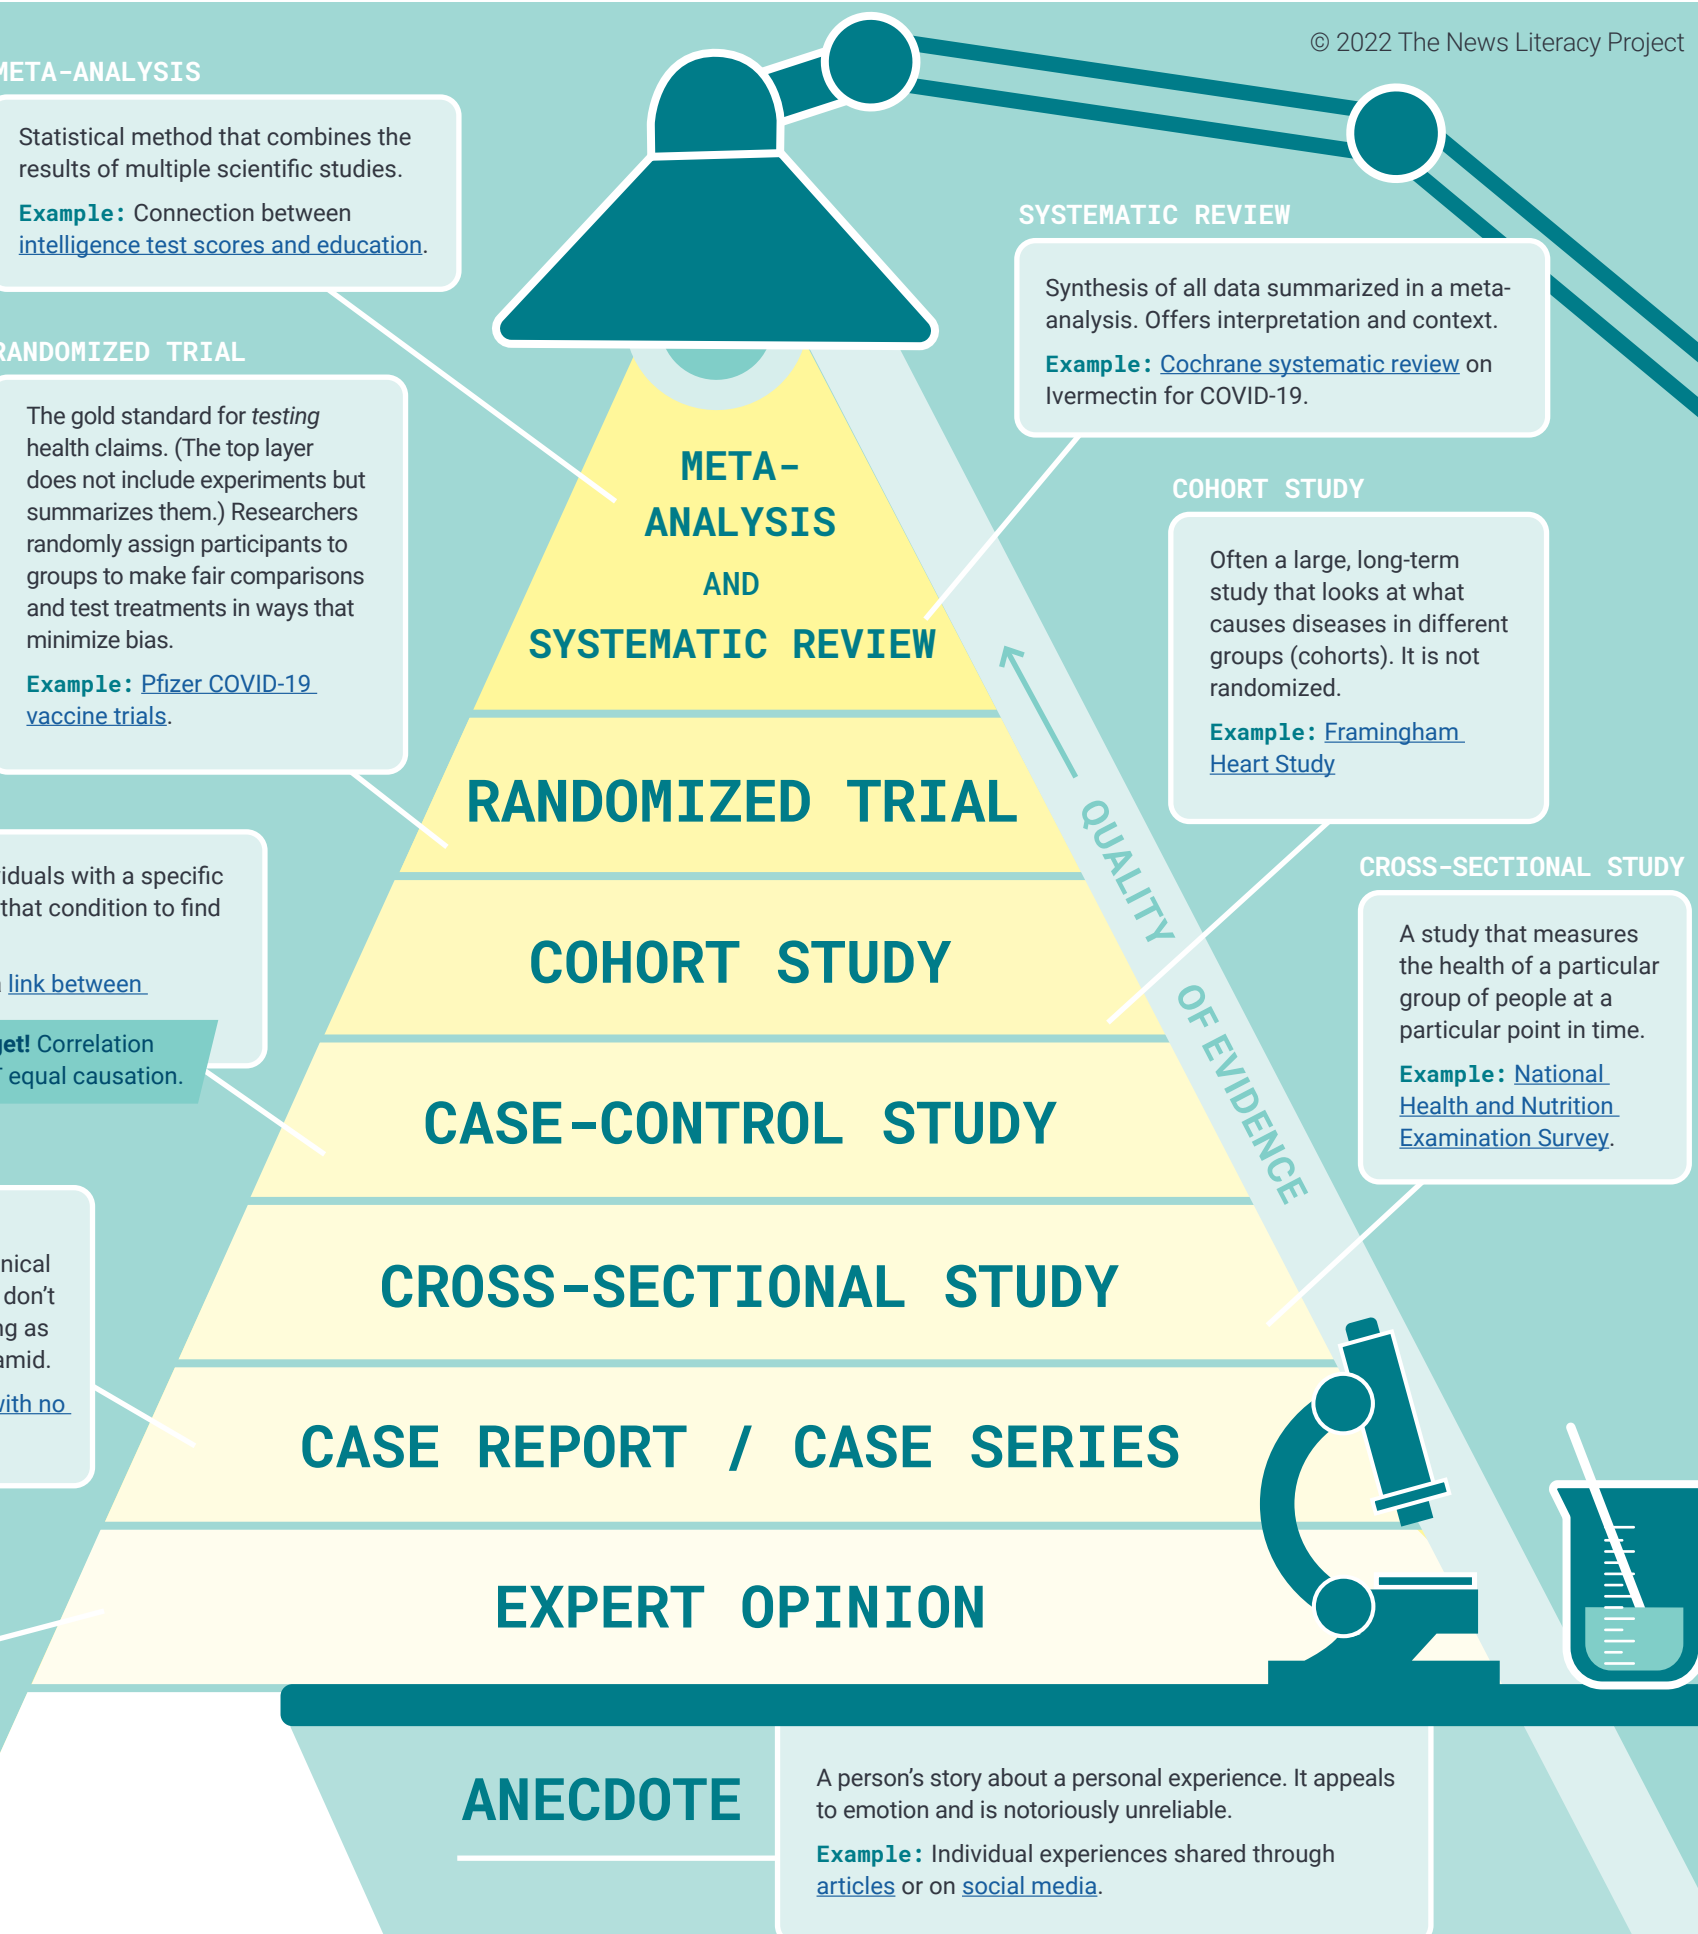 © 2022 The News Literacy Project
META-ANALYSIS
Statistical method that combines the
results of multiple scientific studies.
Example: Connection between
intelligence test scores and education.
SYSTEMATIC REVIEW
Synthesis of all data summarized in a meta-
analysis. Offers interpretation and context.
Example: Cochrane systematic review on
Ivermectin for COVID-19.
RANDOMIZED TRIAL
The gold standard for testing
health claims. (The top layer
does not include experiments but
summarizes them.) Researchers
randomly assign participants to
groups to make fair comparisons
and test treatments in ways that
minimize bias.
Example: Pfizer COVID-19
vaccine trials.
COHORT STUDY
Often a large, long-term
study that looks at what
causes diseases in different
groups (cohorts). It is not
randomized.
Example: Framingham
Heart Study
iduals with a specific
that condition to find
link between
get! Correlation
equal causation.
CROSS-SECTIONAL STUDY
A study that measures
the health of a particular
group of people at a
particular point in time.
Example: National
Health and Nutrition
Examination Survey.
nical
don't
ng as
amid.
with no
META-
ANALYSIS
AND
SYSTEMATIC REVIEW
RANDOMIZED TRIAL
COHORT STUDY
CASE-CONTROL STUDY
CROSS-SECTIONAL STUDY
CASE REPORT / CASE SERIES
EXPERT OPINION
QUALITY OF EVIDENCE
ANECDOTE
A person's story about a personal experience. It appeals
to emotion and is notoriously unreliable.
Example: Individual experiences shared through
articles or on social media.